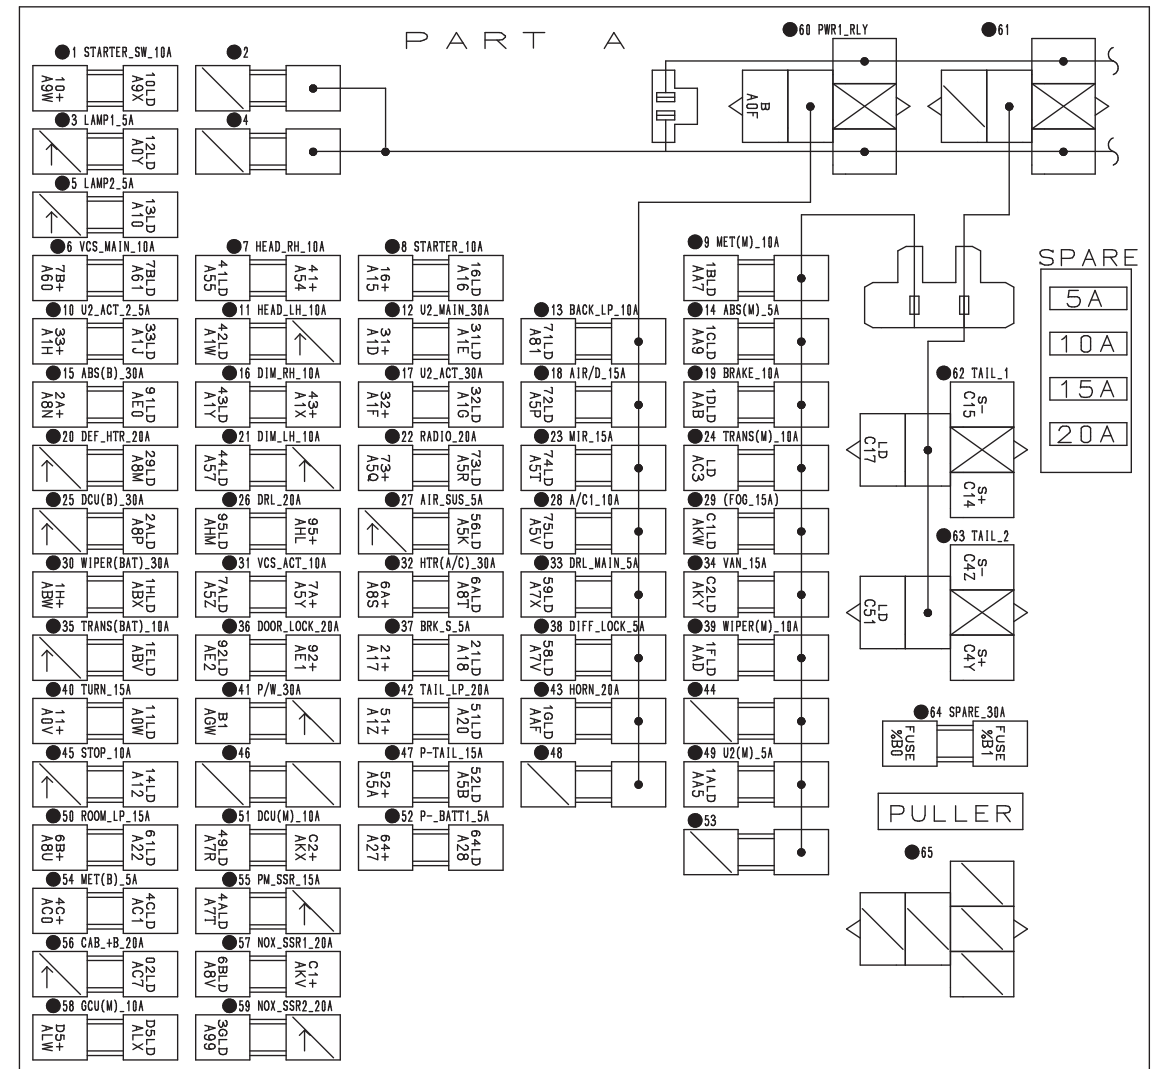 PART A
1 STARTER_SW_10A
10+ A9W
10LD A9X
2
3 LAMP1_5A
12LD A0Y
4
5 LAMP2_5A
13LD A10
60 PWR1_RLY
B A0F
61
6 VCS_MAIN_10A
7B+ A60
7BLD A61
7 HEAD_RH_10A
41LD A55
41+ A54
8 STARTER_10A
16+ A15
16LD A16
9 MET(M)_10A
1BLD AA7
10 U2_ACT_2_5A
33+ A1H
33LD A1J
11 HEAD_LH_10A
42LD A1W
12 U2_MAIN_30A
31+ A1D
31LD A1E
13 BACK_LP_10A
71LD A81
14 ABS(M)_5A
1CLD AA9
15 ABS(B)_30A
2A+ A8N
91LD AE0
16 DIM_RH_10A
43LD A1Y
43+ A1X
17 U2_ACT_30A
32+ A1F
32LD A1G
18 AIR/D_15A
72LD A5P
19 BRAKE_10A
1DLD AAB
20 DEF_HTR_20A
29LD A8M
21 DIM_LH_10A
44LD A57
22 RADIO_20A
73+ A5Q
73LD A5R
23 MIR_15A
74LD A5T
24 TRANS(M)_10A
LD AC3
25 DCU(B)_30A
2ALD A8P
26 DRL_20A
95LD AHM
95+ AHL
27 AIR_SUS_5A
56LD A5K
28 A/C1_10A
75LD A5V
29 (FOG_15A)
C1LD AKW
30 WIPER(BAT)_30A
1H+ ABW
1HLD ABX
31 VCS_ACT_10A
7ALD A5Z
7A+ A5Y
32 HTR(A/C)_30A
6A+ A8S
6ALD A8T
33 DRL_MAIN_5A
59LD A7X
34 VAN_15A
C2LD AKY
35 TRANS(BAT)_10A
1ELD ABV
36 DOOR_LOCK_20A
92LD AE2
92+ AE1
37 BRK_S_5A
21+ A17
21LD A18
38 DIFF_LOCK_5A
58LD A7V
39 WIPER(M)_10A
1FLD AAD
40 TURN_15A
11+ A0V
11LD A0W
41 P/W_30A
B1 AGW
42 TAIL_LP_20A
51+ A1Z
51LD A20
43 HORN_20A
1GLD AAF
44
45 STOP_10A
14LD A12
46
47 P-TAIL_15A
52+ A5A
52LD A5B
48
49 U2(M)_5A
1ALD AA5
50 ROOM_LP_15A
6B+ A8U
61LD A22
51 DCU(M)_10A
49LD A7R
C2+ AKX
52 P-_BATT1_5A
64+ A27
64LD A28
53
54 MET(B)_5A
4C+ AC0
4CLD AC1
55 PM_SSR_15A
4ALD A7T
56 CAB_+B_20A
02LD AC7
57 NOX_SSR1_20A
6BLD A8V
C1+ AKV
58 GCU(M)_10A
D5+ ALW
D5LD ALX
59 NOX_SSR2_20A
3GLD A99
SPARE
5A
10A
15A
20A
62 TAIL_1
S- C15
LD C17
S+ C14
63 TAIL_2
S- C4Z
LD C51
S+ C4Y
64 SPARE_30A
FUSE %B0
FUSE %B1
PULLER
65